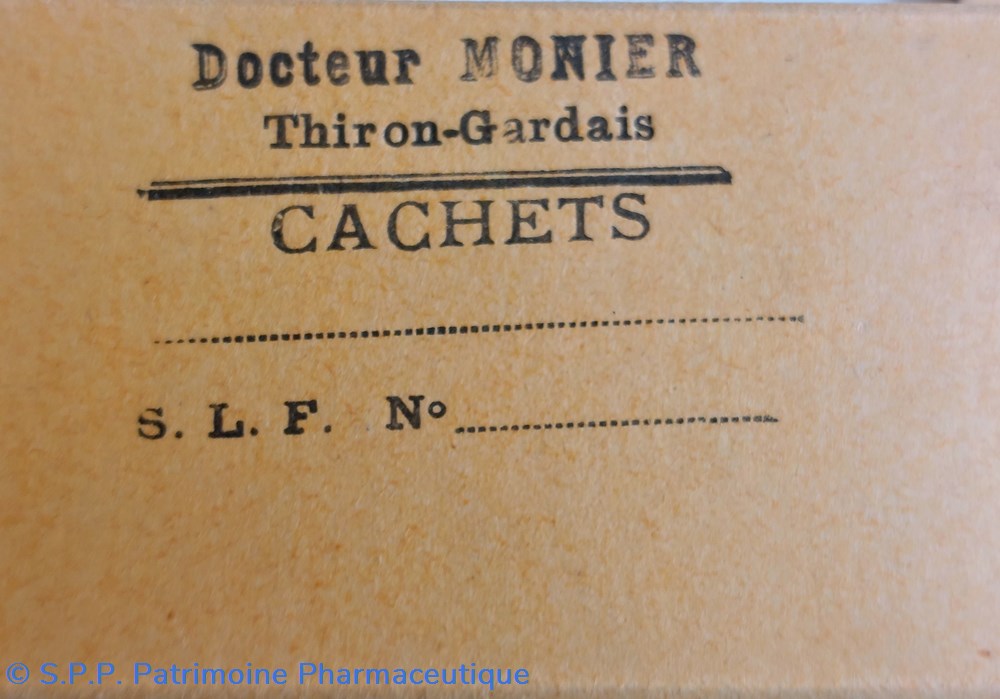 Docteur MONIER
Thiron-Gardais
CACHETS
S. L. F. N°
© S.P.P. Patrimoine Pharmaceutique